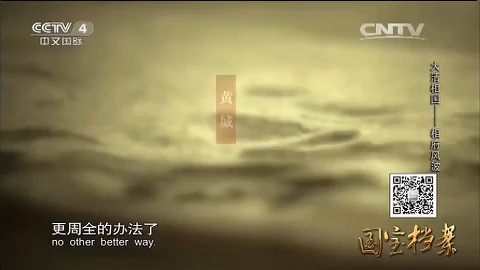 CCTV 4
中文国际
CNTV
黄
大清相国——相府风波
更周全的办法了
no other better way.
国宝档案